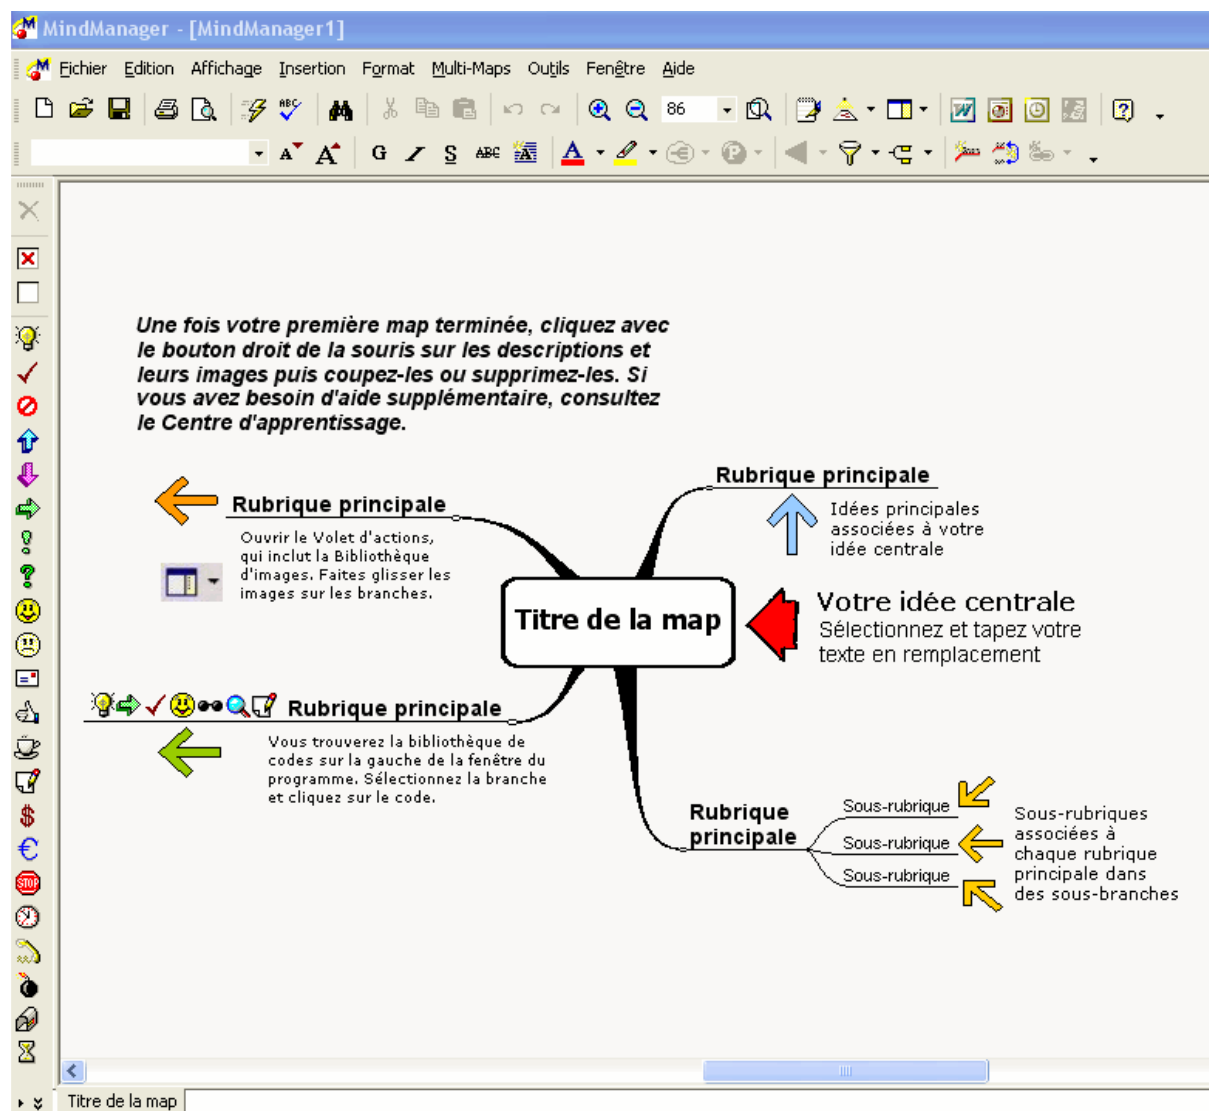 MindManager - [MindManager1]
Fichier Edition Affichage Insertion Format Multi-Maps Outils Fenêtre Aide
ABC 86
A A G I S ABC A A P
Une fois votre première map terminée, cliquez avec
le bouton droit de la souris sur les descriptions et
leurs images puis coupez-les ou supprimez-les. Si
vous avez besoin d'aide supplémentaire, consultez
le Centre d'apprentissage.
Rubrique principale
Ouvrir le Volet d'actions,
qui inclut la Bibliothèque
d'images. Faites glisser les
images sur les branches.
Rubrique principale
Idées principales
associées à votre
idée centrale
Titre de la map
Votre idée centrale
Sélectionnez et tapez votre
texte en remplacement
Rubrique principale
Vous trouverez la bibliothèque de
codes sur la gauche de la fenêtre du
programme. Sélectionnez la branche
et cliquez sur le code.
Rubrique
principale
Sous-rubrique
Sous-rubrique
Sous-rubrique
Sous-rubriques
associées à
chaque rubrique
principale dans
des sous-branches
STOP
Titre de la map